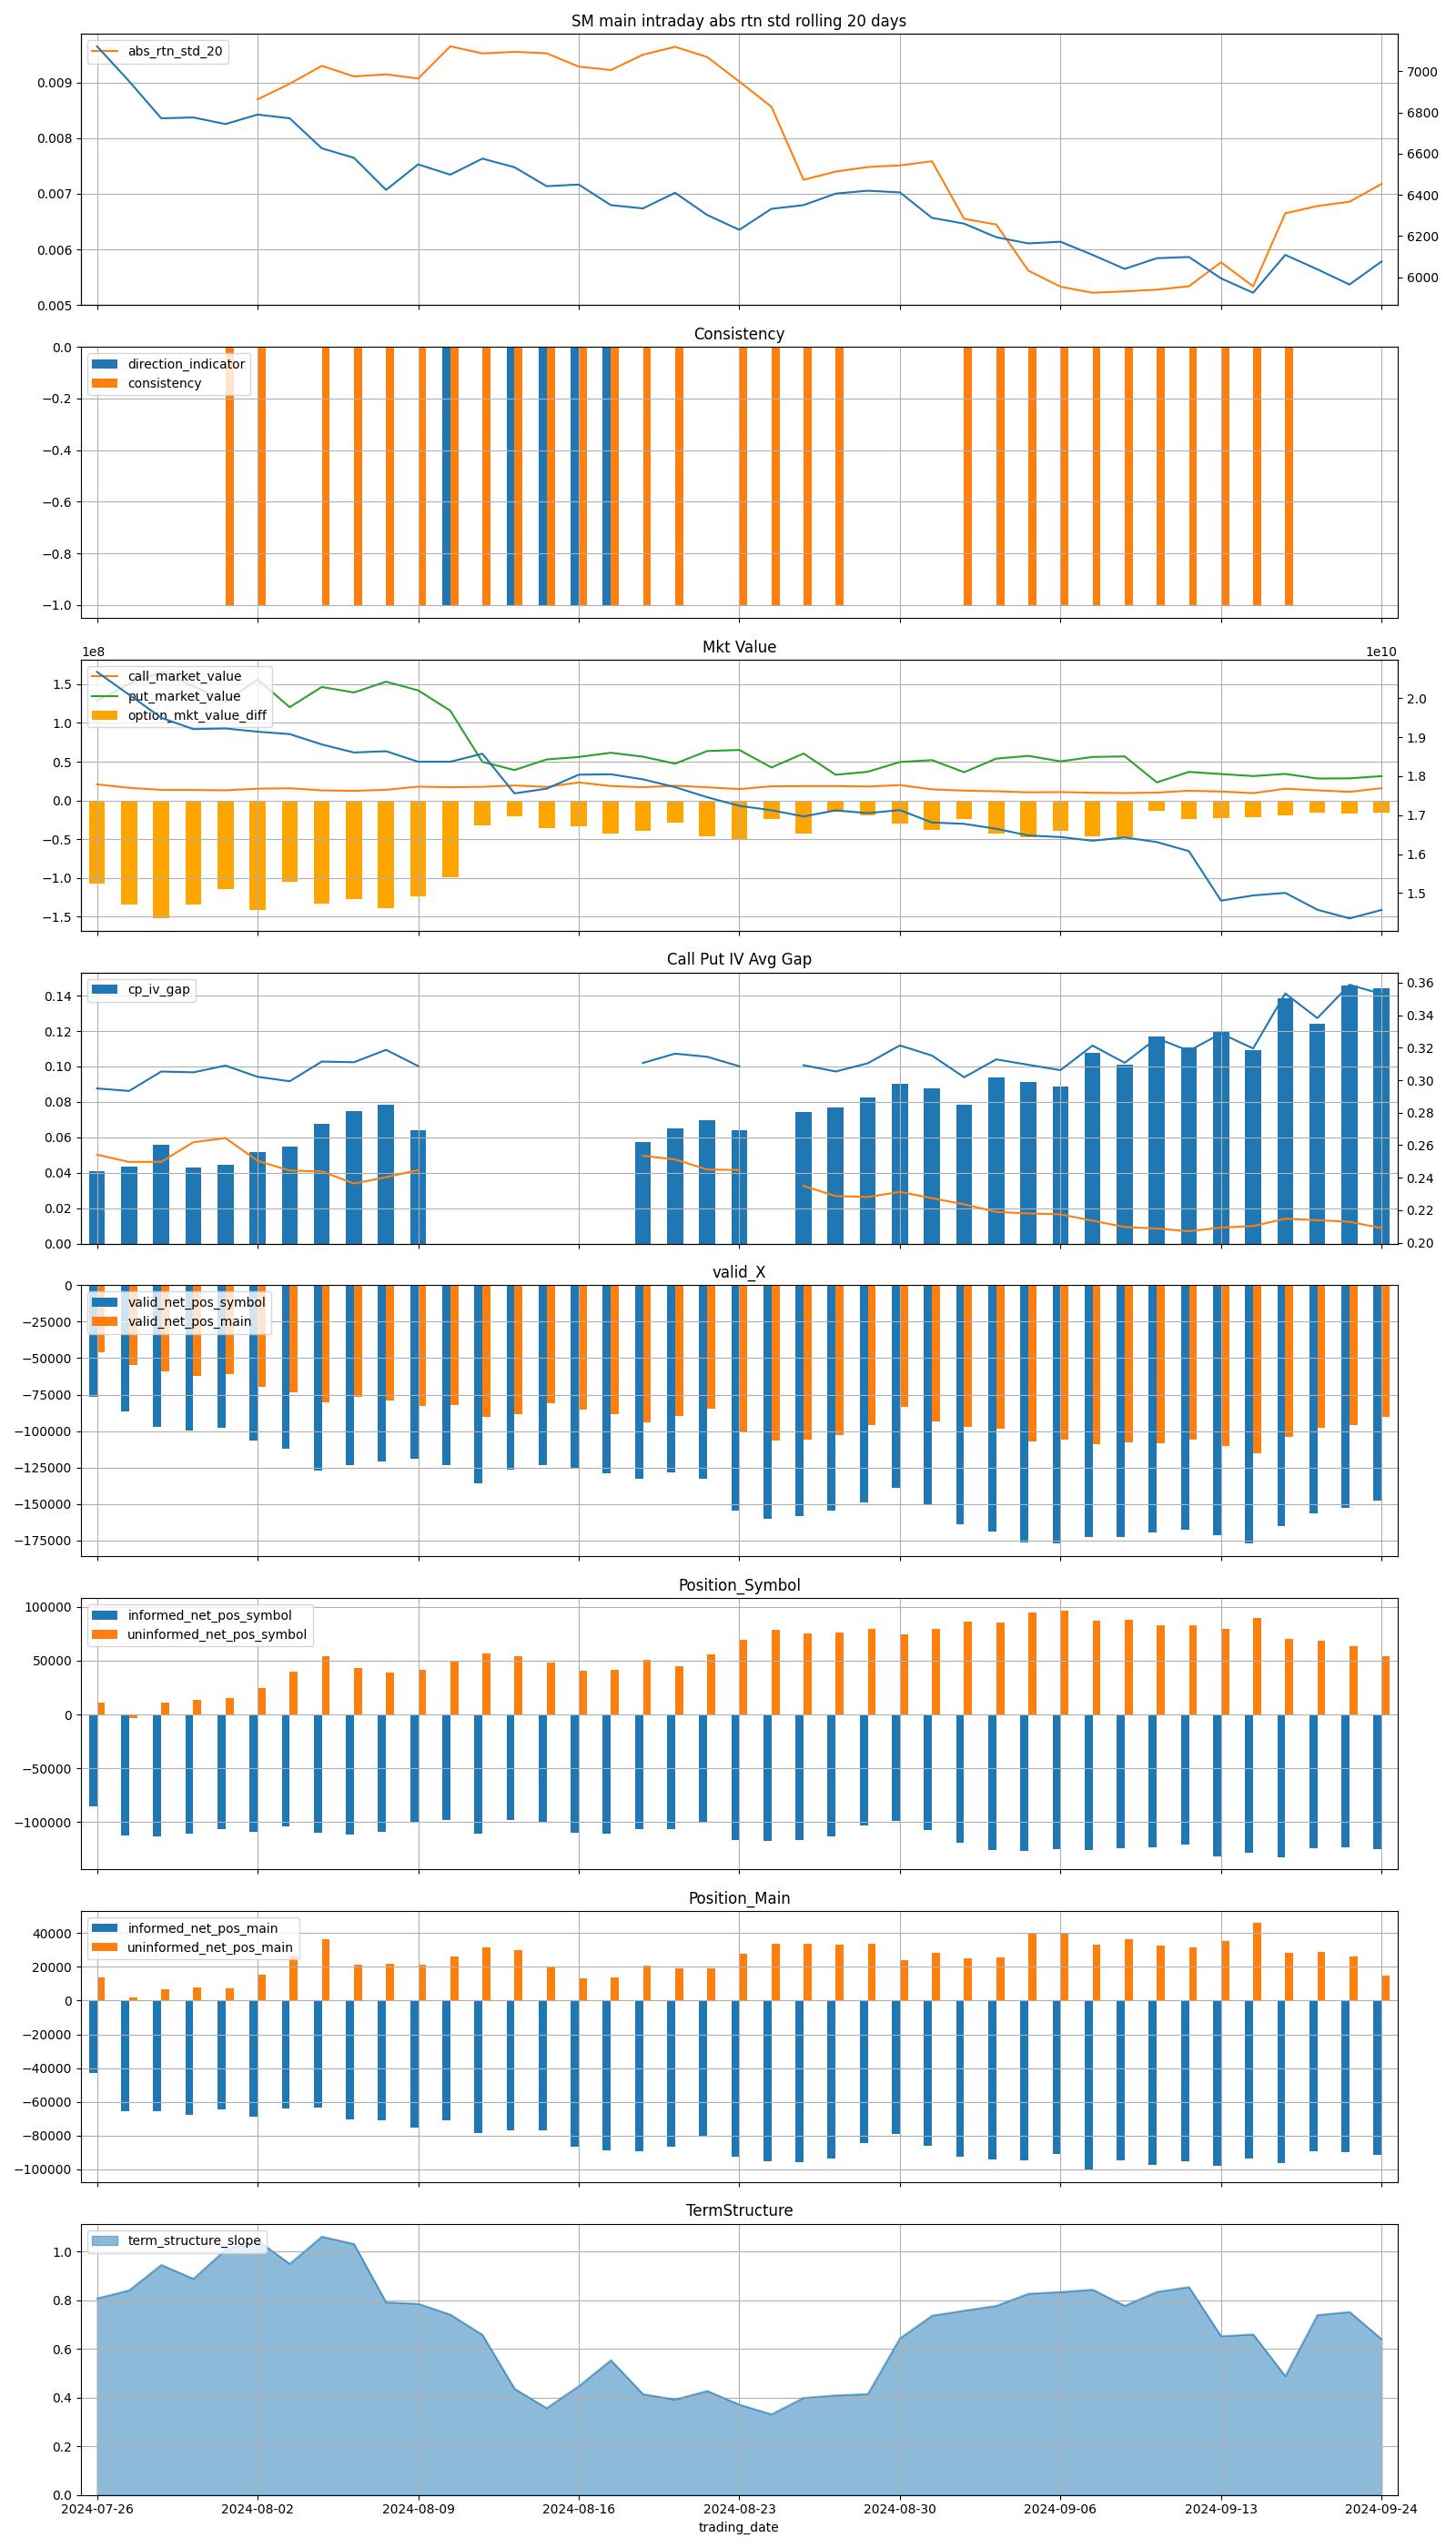 SM main intraday abs rtn std rolling 20 days
abs_rtn_std_20
0.009
0.008
0.007
0.006
0.005
7000
6800
6600
6400
6200
6000
Consistency
direction_indicator
consistency
0.0
−0.2
−0.4
−0.6
−0.8
−1.0
Mkt Value
1e8
1e10
call_market_value
put_market_value
option_mkt_value_diff
1.5
1.0
0.5
0.0
−0.5
−1.0
−1.5
2.0
1.9
1.8
1.7
1.6
1.5
Call Put IV Avg Gap
cp_iv_gap
0.14
0.12
0.10
0.08
0.06
0.04
0.02
0.00
0.36
0.34
0.32
0.30
0.28
0.26
0.24
0.22
0.20
valid_X
valid_net_pos_symbol
valid_net_pos_main
0
−25000
−50000
−75000
−100000
−125000
−150000
−175000
Position_Symbol
informed_net_pos_symbol
uninformed_net_pos_symbol
100000
50000
0
−50000
−100000
Position_Main
informed_net_pos_main
uninformed_net_pos_main
40000
20000
0
−20000
−40000
−60000
−80000
−100000
TermStructure
term_structure_slope
1.0
0.8
0.6
0.4
0.2
0.0
2024-07-26 2024-08-02 2024-08-09 2024-08-16 2024-08-23 2024-08-30 2024-09-06 2024-09-13 2024-09-24
trading_date